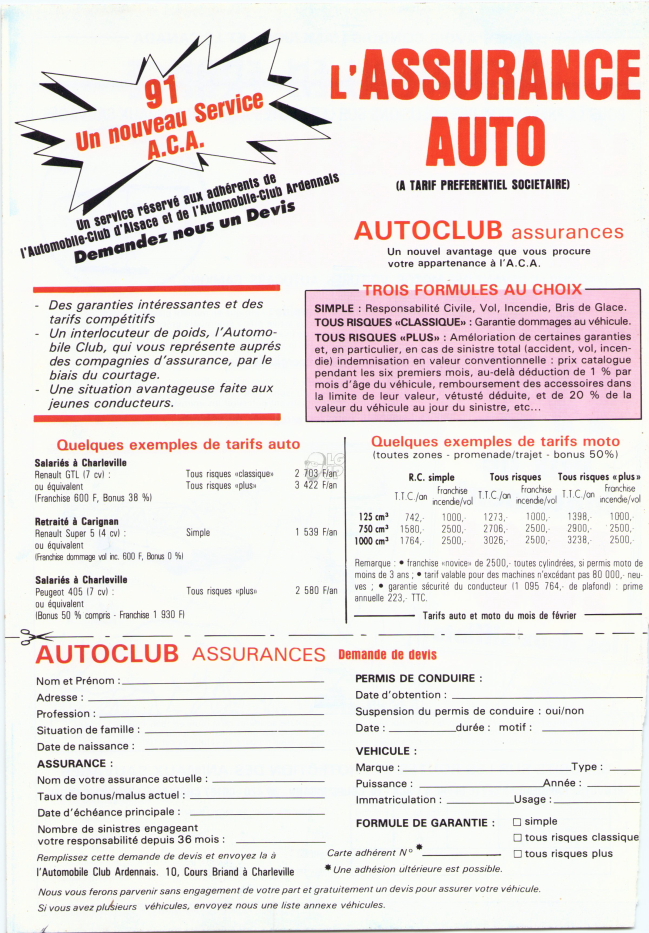 91
Un nouveau Service
A.C.A.
Un service réservé aux adhérents de
l'Automobile-Club d'Alsace et de l'Automobile-Club Ardennais
Demandez nous un Devis
L'ASSURANCE
AUTO
(A TARIF PREFERENTIEL SOCIETAIRE)
AUTOCLUB assurances
Un nouvel avantage que vous procure
votre appartenance à l'A.C.A.
- Des garanties intéressantes et des
tarifs compétitifs
- Un interlocuteur de poids, l'Automo-
bile Club, qui vous représente auprés
des compagnies d'assurance, par le
biais du courtage.
- Une situation avantageuse faite aux
jeunes conducteurs.
TROIS FORMULES AU CHOIX
SIMPLE : Responsabilité Civile, Vol, Incendie, Bris de Glace.
TOUS RISQUES «CLASSIQUE» : Garantie dommages au véhicule.
TOUS RISQUES «PLUS» : Amélioration de certaines garanties
et, en particulier, en cas de sinistre total (accident, vol, incen-
die) indemnisation en valeur conventionnelle : prix catalogue
pendant les six premiers mois, au-delà déduction de 1 % par
mois d'âge du véhicule, remboursement des accessoires dans
la limite de leur valeur, vétusté déduite, et de 20 % de la
valeur du véhicule au jour du sinistre, etc...
Quelques exemples de tarifs auto
Salariés à Charleville
Renault GTL (7 cv) : Tous risques «classique» 2 703 F/an
ou équivalent Tous risques «plus» 3 422 F/an
(Franchise 600 F, Bonus 38 %)
Retraité à Carignan
Renault Super 5 (4 cv) : Simple 1 539 F/an
ou équivalent
(Franchise dommage vol inc. 600 F, Bonus 0 %)
Salariés à Charleville
Peugeot 405 (7 cv) : Tous risques «plus» 2 580 F/an
ou équivalent
(Bonus 50 % compris - Franchise 1 930 F)
Quelques exemples de tarifs moto
(toutes zones - promenade/trajet - bonus 50%)
R.C. simple Tous risques Tous risques «plus»
T.T.C./an Franchise incendie/vol T.T.C./an Franchise incendie/vol T.T.C./an Franchise incendie/vol
125 cm³ 742,- 1000,- 1273,- 1000,- 1398,- 1000,-
750 cm³ 1580,- 2500,- 2706,- 2500,- 2900,- 2500,-
1000 cm³ 1764,- 2500,- 3026,- 2500,- 3238,- 2500,-
Remarque : • franchise «novice» de 2500,- toutes cylindrées, si permis moto de
moins de 3 ans ; • tarif valable pour des machines n'excédant pas 80 000,- neu-
ves ; • garantie sécurité du conducteur (1 095 764,- de plafond) : prime
annuelle 223,- TTC.
Tarifs auto et moto du mois de février
AUTOCLUB ASSURANCES Demande de devis
Nom et Prénom :
Adresse :
Profession :
Situation de famille :
Date de naissance :
ASSURANCE :
Nom de votre assurance actuelle :
Taux de bonus/malus actuel :
Date d'échéance principale :
Nombre de sinistres engageant
votre responsabilité depuis 36 mois :
Remplissez cette demande de devis et envoyez la à
l'Automobile Club Ardennais. 10, Cours Briand à Charleville
PERMIS DE CONDUIRE :
Date d'obtention :
Suspension du permis de conduire : oui/non
Date : durée : motif :
VEHICULE :
Marque : Type :
Puissance : Année :
Immatriculation : Usage :
FORMULE DE GARANTIE : □ simple
□ tous risques classique
□ tous risques plus
Carte adhérent N° *
* Une adhésion ultérieure est possible.
Nous vous ferons parvenir sans engagement de votre part et gratuitement un devis pour assurer votre véhicule.
Si vous avez plusieurs véhicules, envoyez nous une liste annexe véhicules.